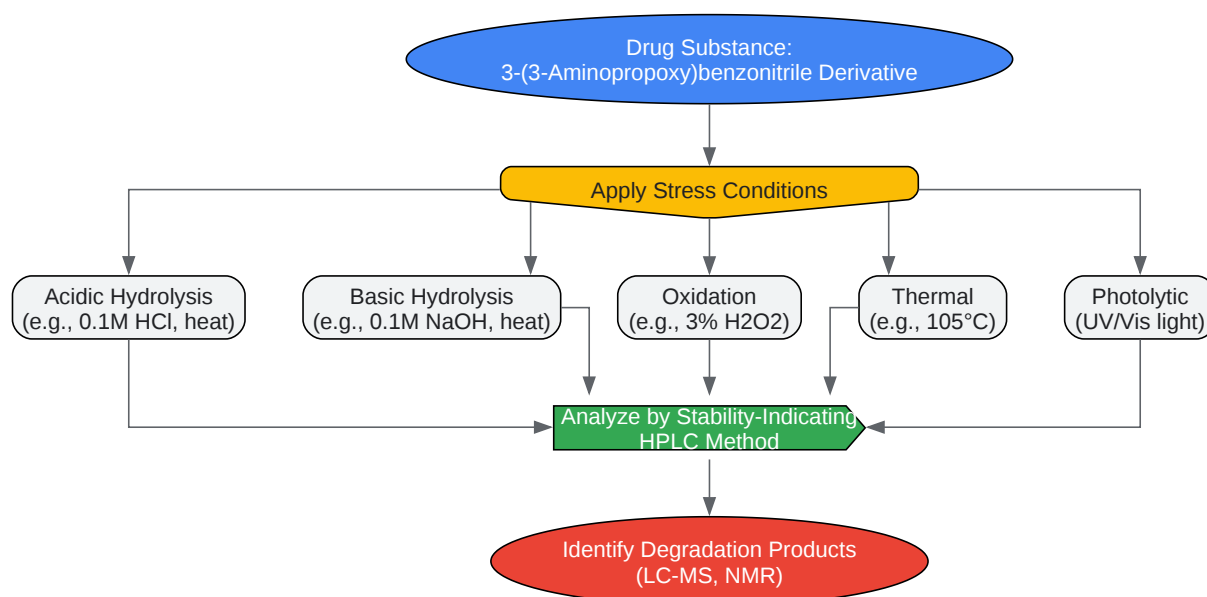 Drug Substance:
3-(3-Aminopropoxy)benzonitrile Derivative
Apply Stress Conditions
Acidic Hydrolysis
(e.g., 0.1M HCl, heat)
Basic Hydrolysis
(e.g., 0.1M NaOH, heat)
Oxidation
(e.g., 3% H2O2)
Thermal
(e.g., 105°C)
Photolytic
(UV/Vis light)
Analyze by Stability-Indicating
HPLC Method
Identify Degradation Products
(LC-MS, NMR)